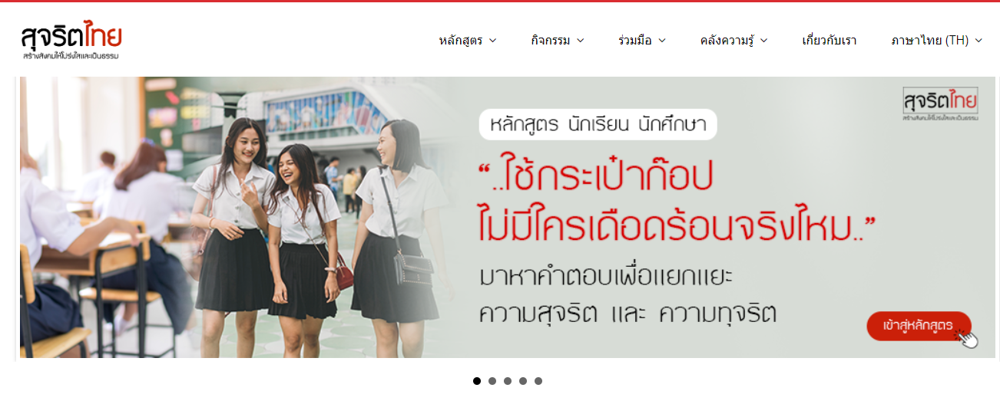 สุจริตไทย
สร้างสังคมให้โปร่งใสและเป็นธรรม
หลักสูตร กิจกรรม ร่วมมือ คลังความรู้ เกี่ยวกับเรา ภาษาไทย (TH)
สุจริตไทย
สร้างสังคมให้โปร่งใสและเป็นธรรม
หลักสูตร นักเรียน นักศึกษา
“..ใช้กระเป๋าก๊อป
ไม่มีใครเดือดร้อนจริงไหม..”
มาหาคำตอบเพื่อแยกแยะ
ความสุจริต และ ความทุจริต
เข้าสู่หลักสูตร